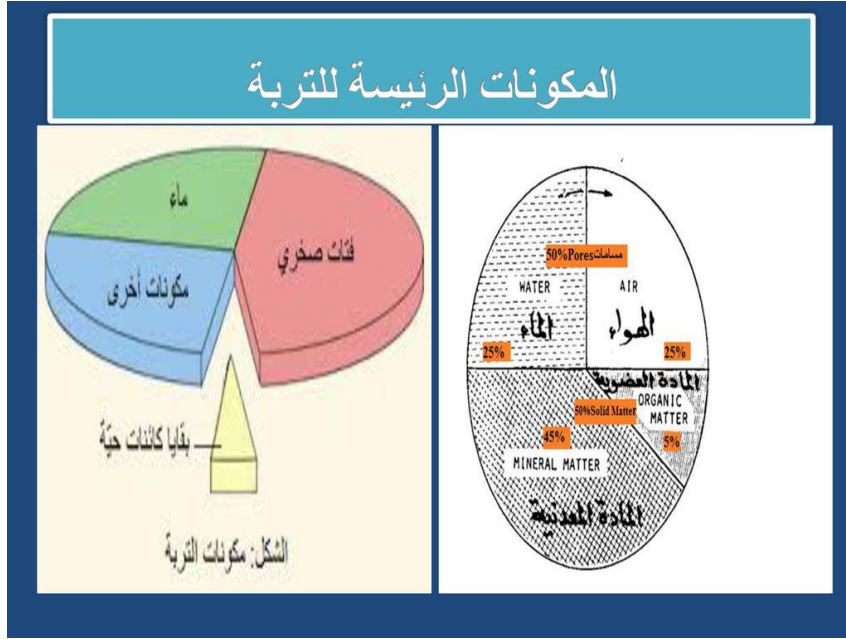 المكونات الرئيسة للتربة
ماء
فتات صخري
مكونات أخرى
بقايا كائنات حيّة
الشكل: مكونات التربة
50%Pores مسامات
WATER
AIR
الماء
الهواء
25%
25%
المادة العضوية
ORGANIC
MATTER
50%Solid Matter
45%
5%
MINERAL MATTER
المادة المعدنية